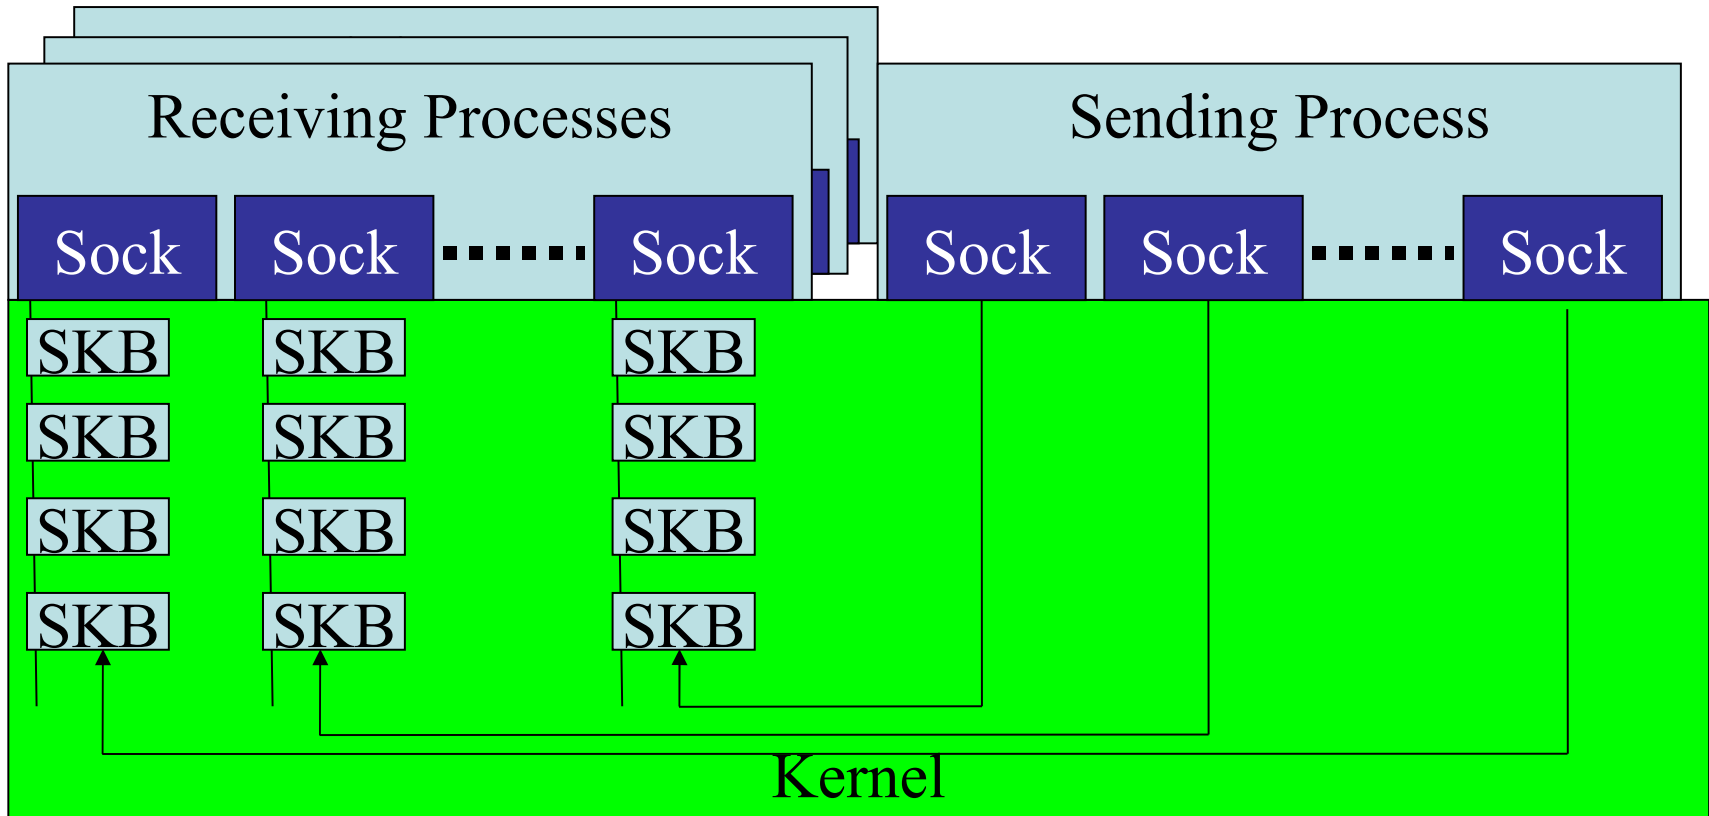 Receiving Processes Sending Process
Sock Sock Sock Sock Sock Sock
SKB SKB SKB
SKB SKB SKB
SKB SKB SKB
SKB SKB SKB
Kernel